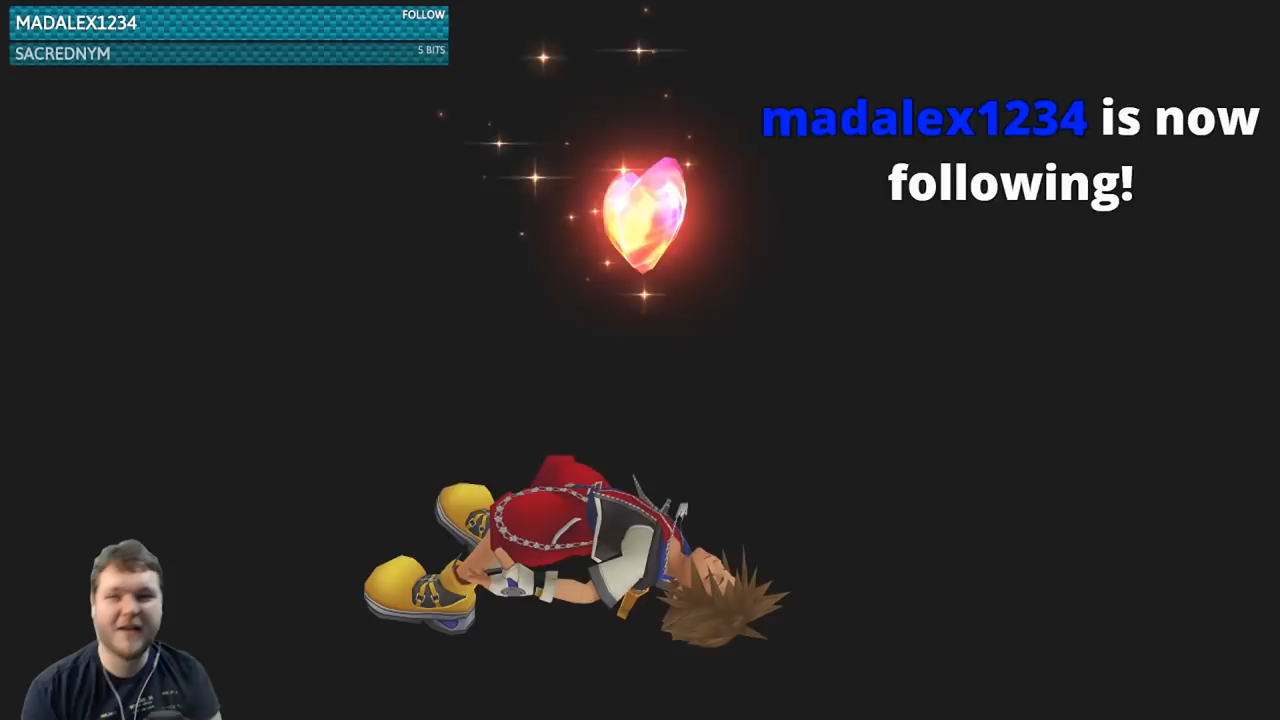 MADALEX1234 FOLLOW
SACREDNYM 5 BITS
madalex1234 is now
following!